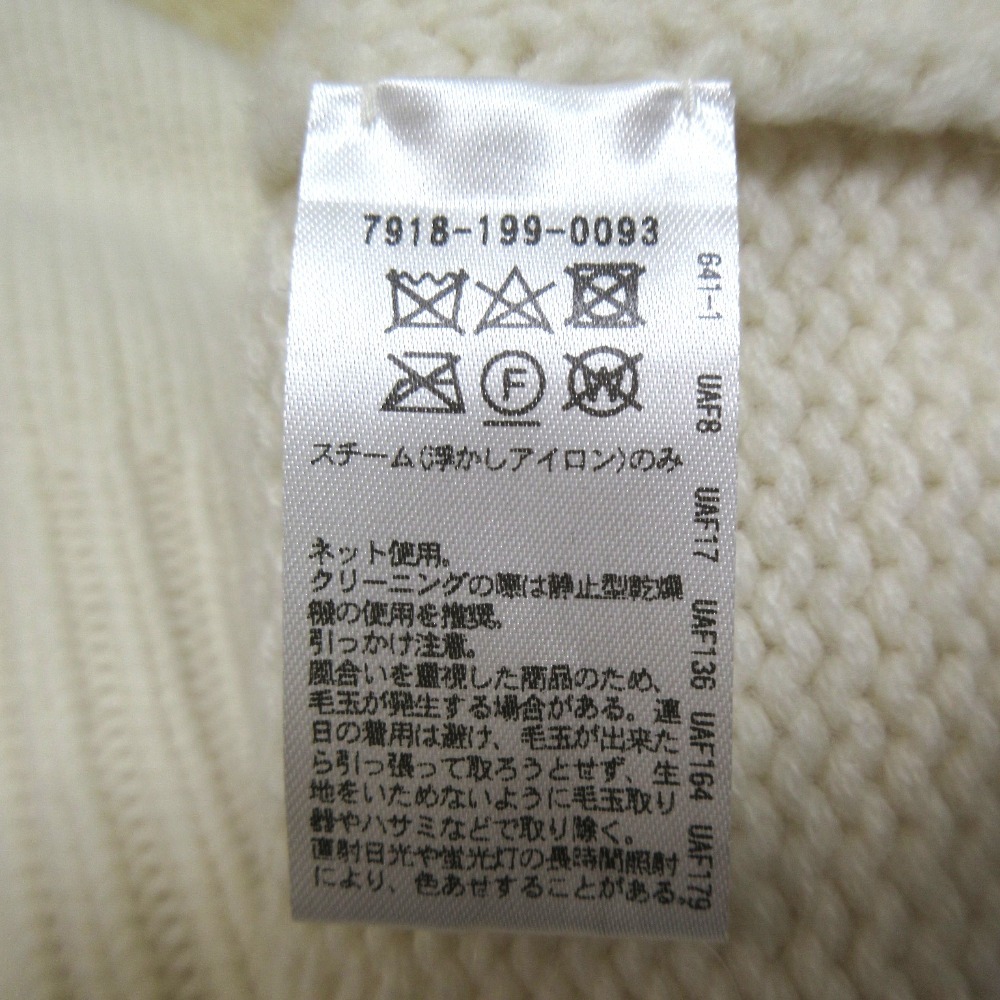 7918-199-0093
F
W
スチーム(浮かしアイロン)のみ
ネット使用。
クリーニングの際は静止型乾燥
機の使用を推奨。
引っかけ注意。
風合いを重視した商品のため、
毛玉が発生する場合がある。連
日の着用は避け、毛玉が出来た
ら引っ張って取ろうとせず、生
地をいためないように毛玉取り
器やハサミなどで取り除く。
直射日光や蛍光灯の長時間照射
により、色あせすることがある。
641-1 UAF8 UAF17 UAF136 UAF164 UAF179